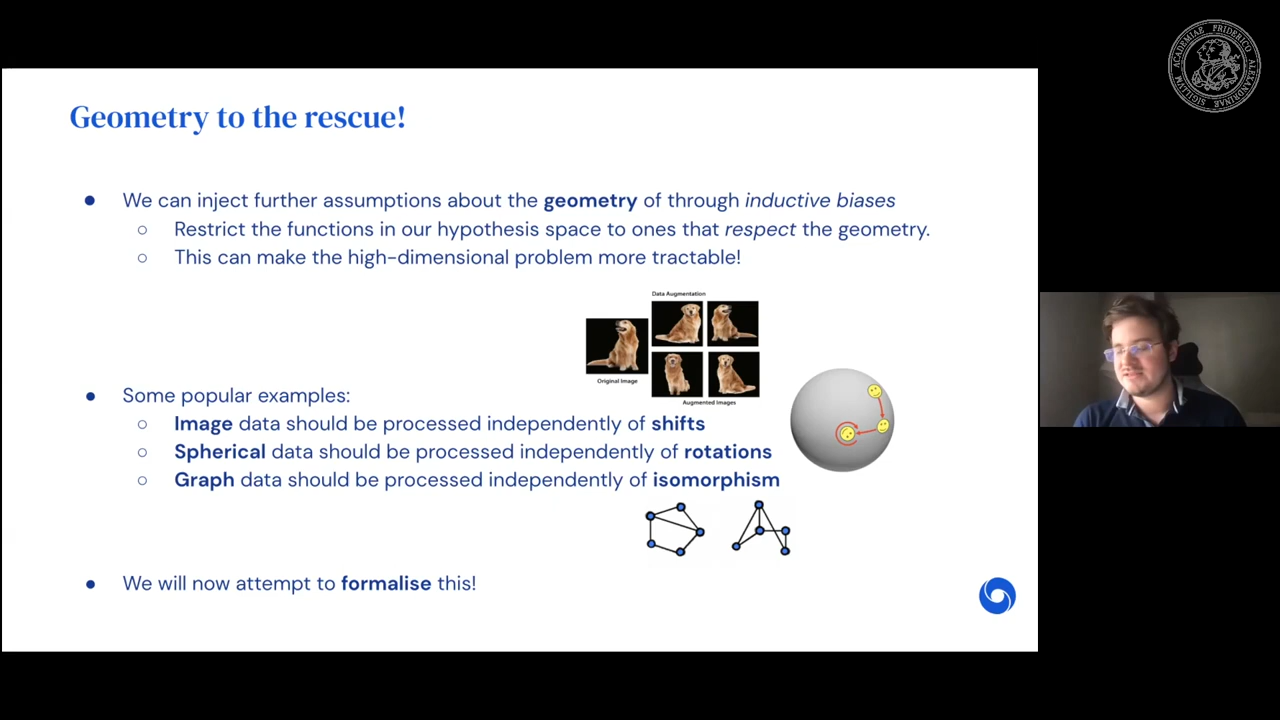 ACADEMIAE FRIDERICO ALEXANDRINAE SIGILLVM
Geometry to the rescue!
● We can inject further assumptions about the geometry of through inductive biases
○ Restrict the functions in our hypothesis space to ones that respect the geometry.
○ This can make the high-dimensional problem more tractable!
Data Augmentation
Original Image
Augmented Images
● Some popular examples:
○ Image data should be processed independently of shifts
○ Spherical data should be processed independently of rotations
○ Graph data should be processed independently of isomorphism
● We will now attempt to formalise this!